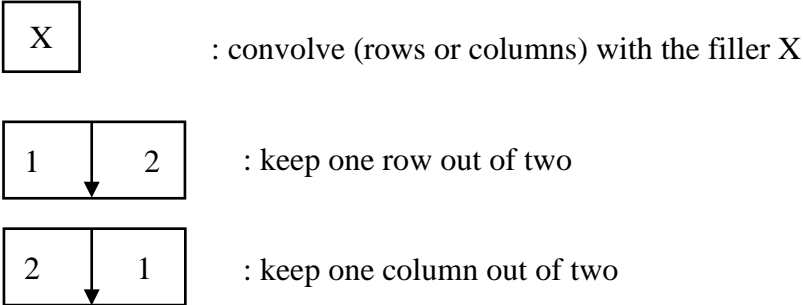 X : convolve (rows or columns) with the filler X
1 2 : keep one row out of two
2 1 : keep one column out of two